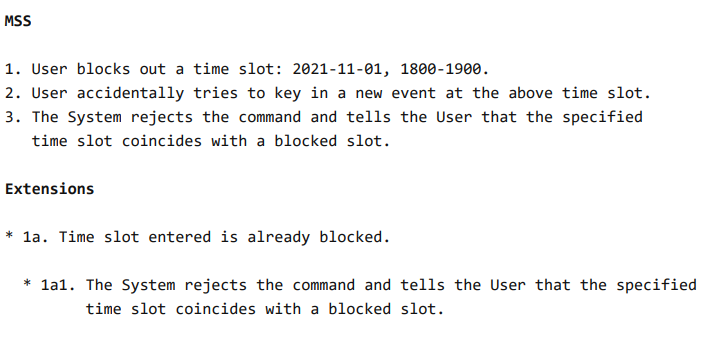 MSS
1. User blocks out a time slot: 2021-11-01, 1800-1900.
2. User accidentally tries to key in a new event at the above time slot.
3. The System rejects the command and tells the User that the specified
time slot coincides with a blocked slot.
Extensions
* 1a. Time slot entered is already blocked.
* 1a1. The System rejects the command and tells the User that the specified
time slot coincides with a blocked slot.